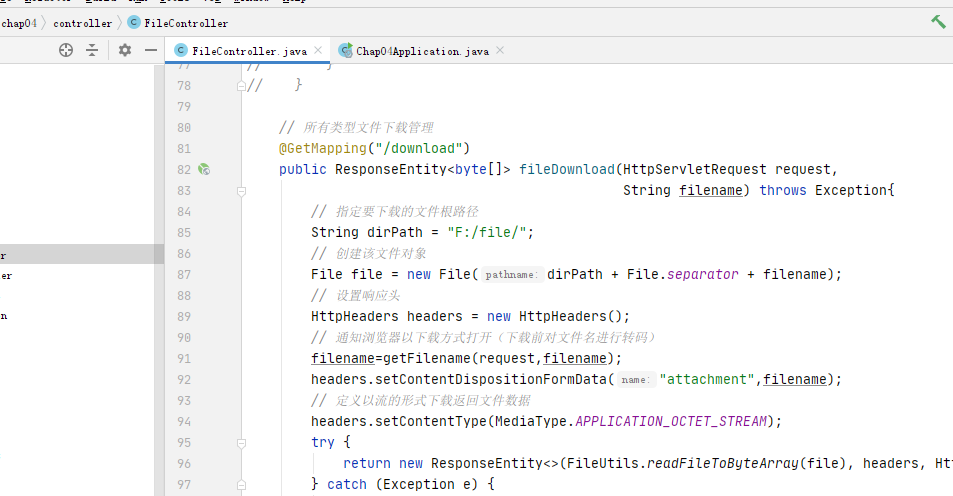 chap04 controller FileController
FileController.java Chap04Application.java
77 // }
78 // }
79
80 // 所有类型文件下载管理
81 @GetMapping("/download")
82 public ResponseEntity<byte[]> fileDownload(HttpServletRequest request,
83 String filename) throws Exception{
84 // 指定要下载的文件根路径
85 String dirPath = "F:/file/";
86 // 创建该文件对象
87 File file = new File( pathname: dirPath + File.separator + filename);
88 // 设置响应头
89 HttpHeaders headers = new HttpHeaders();
90 // 通知浏览器以下载方式打开（下载前对文件名进行转码）
91 filename=getFilename(request,filename);
92 headers.setContentDispositionFormData( name: "attachment",filename);
93 // 定义以流的形式下载返回文件数据
94 headers.setContentType(MediaType.APPLICATION_OCTET_STREAM);
95 try {
96 return new ResponseEntity<>(FileUtils.readFileToByteArray(file), headers, Ht
97 } catch (Exception e) {
r
er
n